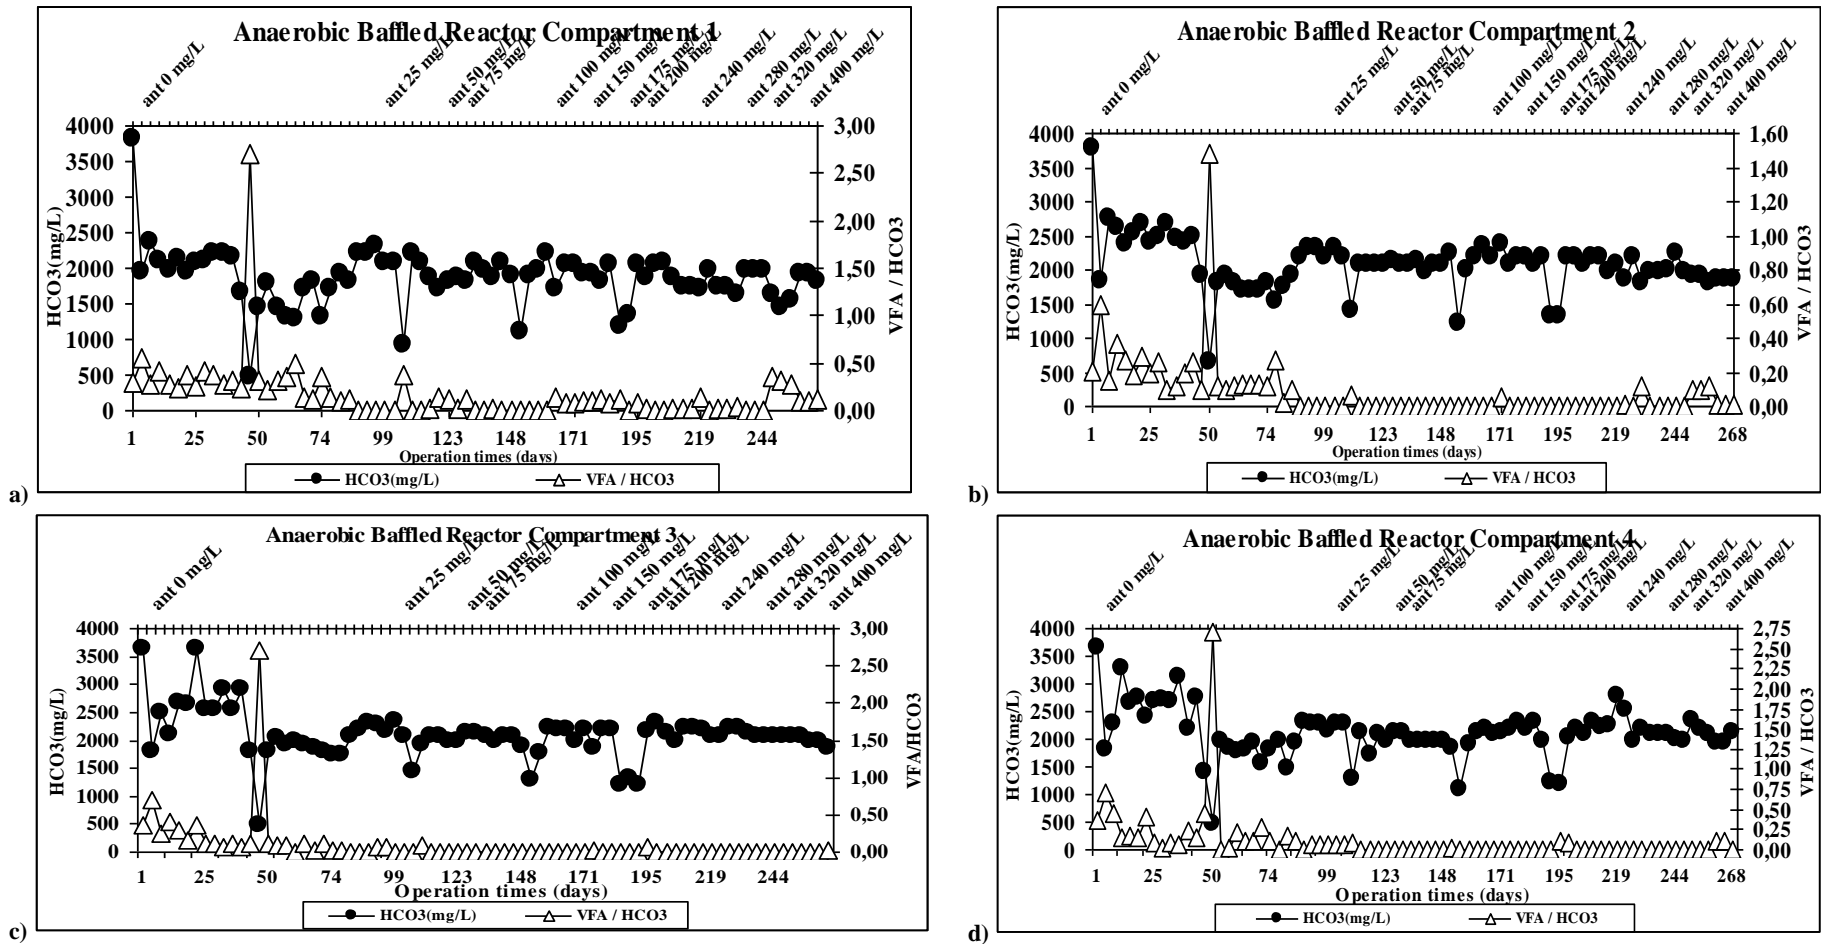 Anaerobic Baffled Reactor Compartment 1
ant 0 mg/L
ant 25 mg/L
ant 50 mg/L
ant 75 mg/L
ant 100 mg/L
ant 150 mg/L
ant 175 mg/L
ant 200 mg/L
ant 240 mg/L
ant 280 mg/L
ant 320 mg/L
ant 400 mg/L
4000
3500
3000
2500
2000
1500
1000
500
0
HCO3(mg/L)
3,00
2,50
2,00
1,50
1,00
0,50
0,00
VFA / HCO3
1 25 50 74 99 123 148 171 195 219 244
Operation times (days)
HCO3(mg/L) VFA / HCO3
a)
Anaerobic Baffled Reactor Compartment 2
ant 0 mg/L
ant 25 mg/L
ant 50 mg/L
ant 75 mg/L
ant 100 mg/L
ant 150 mg/L
ant 175 mg/L
ant 200 mg/L
ant 240 mg/L
ant 280 mg/L
ant 320 mg/L
ant 400 mg/L
4000
3500
3000
2500
2000
1500
1000
500
0
HCO3(mg/L)
1,60
1,40
1,20
1,00
0,80
0,60
0,40
0,20
0,00
VFA / HCO3
1 25 50 74 99 123 148 171 195 219 244 268
Operation times (days)
HCO3(mg/L) VFA / HCO3
b)
Anaerobic Baffled Reactor Compartment 3
ant 0 mg/L
ant 25 mg/L
ant 50 mg/L
ant 75 mg/L
ant 100 mg/L
ant 150 mg/L
ant 175 mg/L
ant 200 mg/L
ant 240 mg/L
ant 280 mg/L
ant 320 mg/L
ant 400 mg/L
4000
3500
3000
2500
2000
1500
1000
500
0
HCO3(mg/L)
3,00
2,50
2,00
1,50
1,00
0,50
0,00
VFA/HCO3
1 25 50 74 99 123 148 171 195 219 244
Operation times (days)
HCO3(mg/L) VFA / HCO3
c)
Anaerobic Baffled Reactor Compartment 4
ant 0 mg/L
ant 25 mg/L
ant 50 mg/L
ant 75 mg/L
ant 100 mg/L
ant 150 mg/L
ant 175 mg/L
ant 200 mg/L
ant 240 mg/L
ant 280 mg/L
ant 320 mg/L
ant 400 mg/L
4000
3500
3000
2500
2000
1500
1000
500
0
HCO3(mg/L)
2,75
2,50
2,25
2,00
1,75
1,50
1,25
1,00
0,75
0,50
0,25
0,00
VFA / HCO3
1 25 50 74 99 123 148 171 195 219 244 268
Operation times (days)
HCO3(mg/L) VFA / HCO3
d)